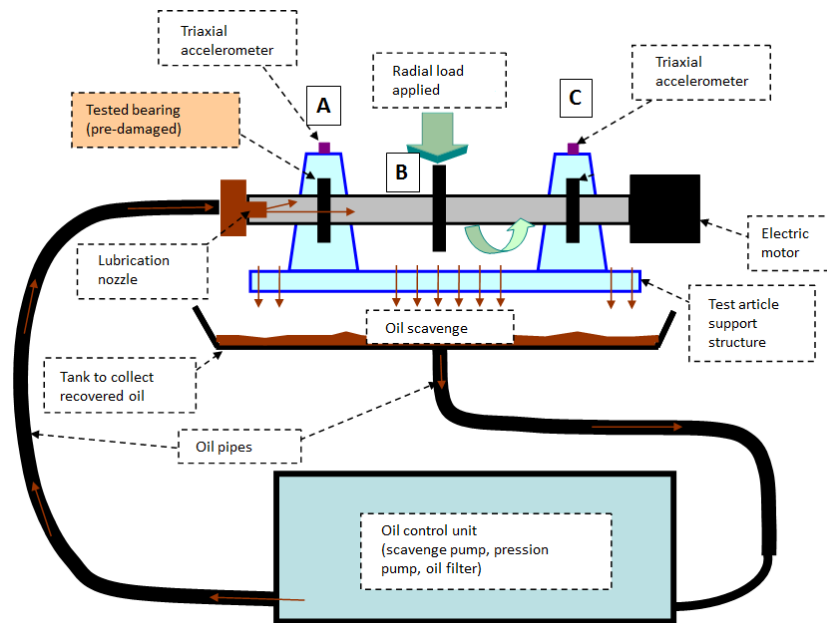 Triaxial
accelerometer
A
Radial load
applied
C
Triaxial
accelerometer
Tested bearing
(pre-damaged)
B
Lubrication
nozzle
Electric
motor
Oil scavenge
Test article
support
structure
Tank to collect
recovered oil
Oil pipes
Oil control unit
(scavenge pump, pression
pump, oil filter)